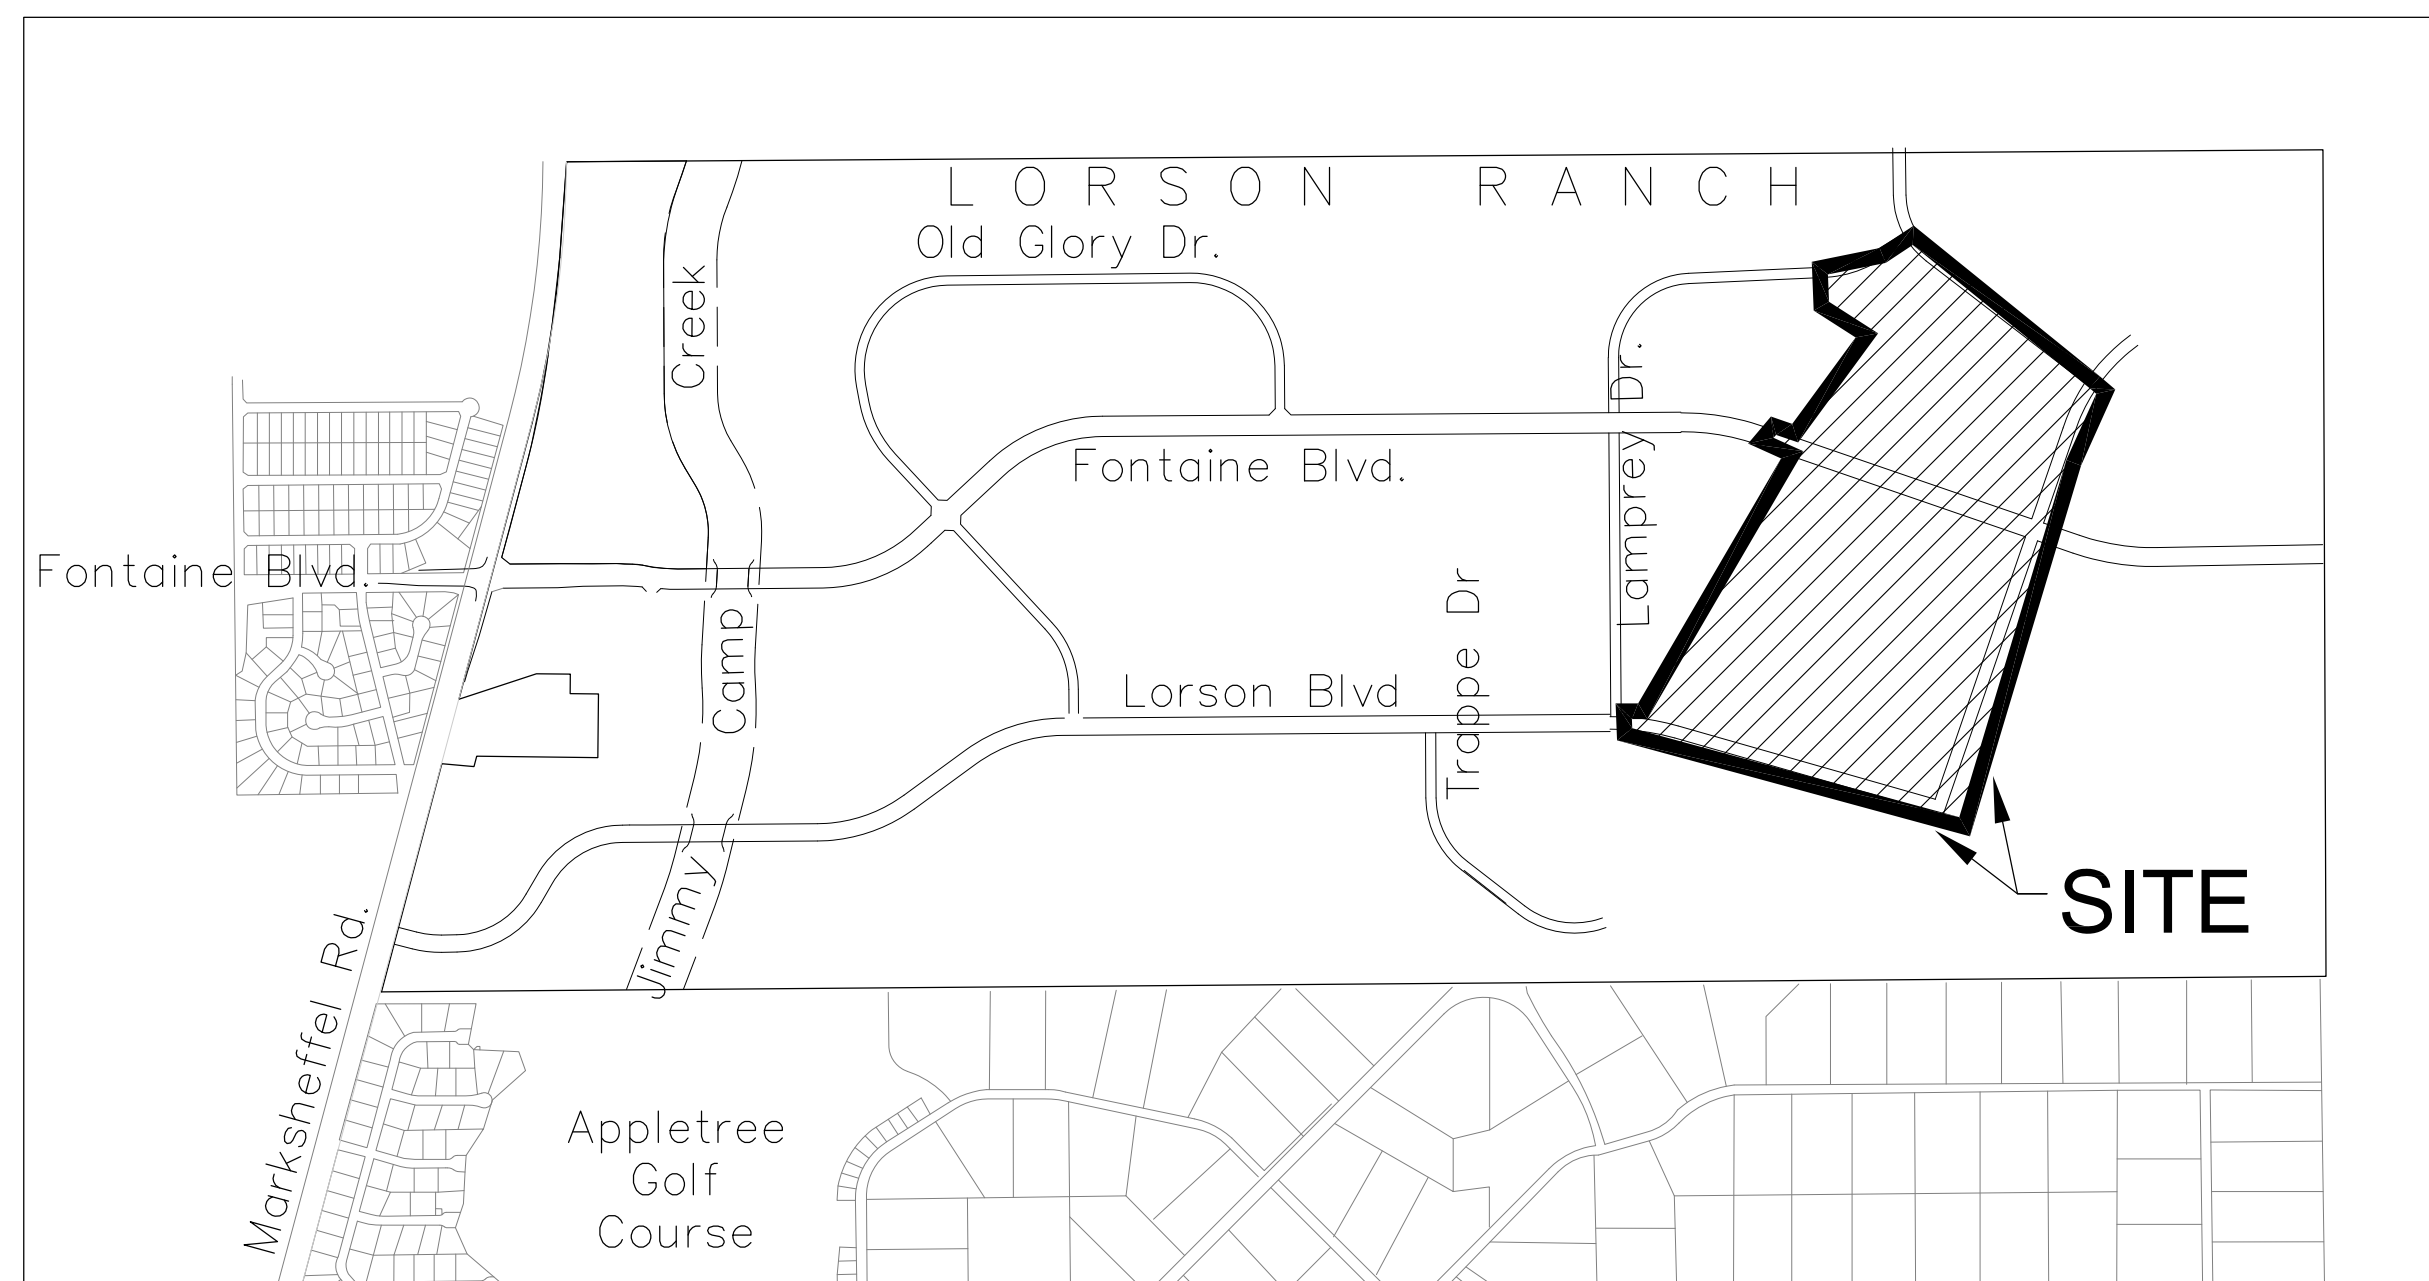 LORSON RANCH
Old Glory Dr.
Creek
Lamprey Dr.
Fontaine Blvd.
Fontaine Blvd.
Trappe Dr
Camp
Lorson Blvd
Jimmy
SITE
Marksheffel Rd.
Appletree
Golf
Course